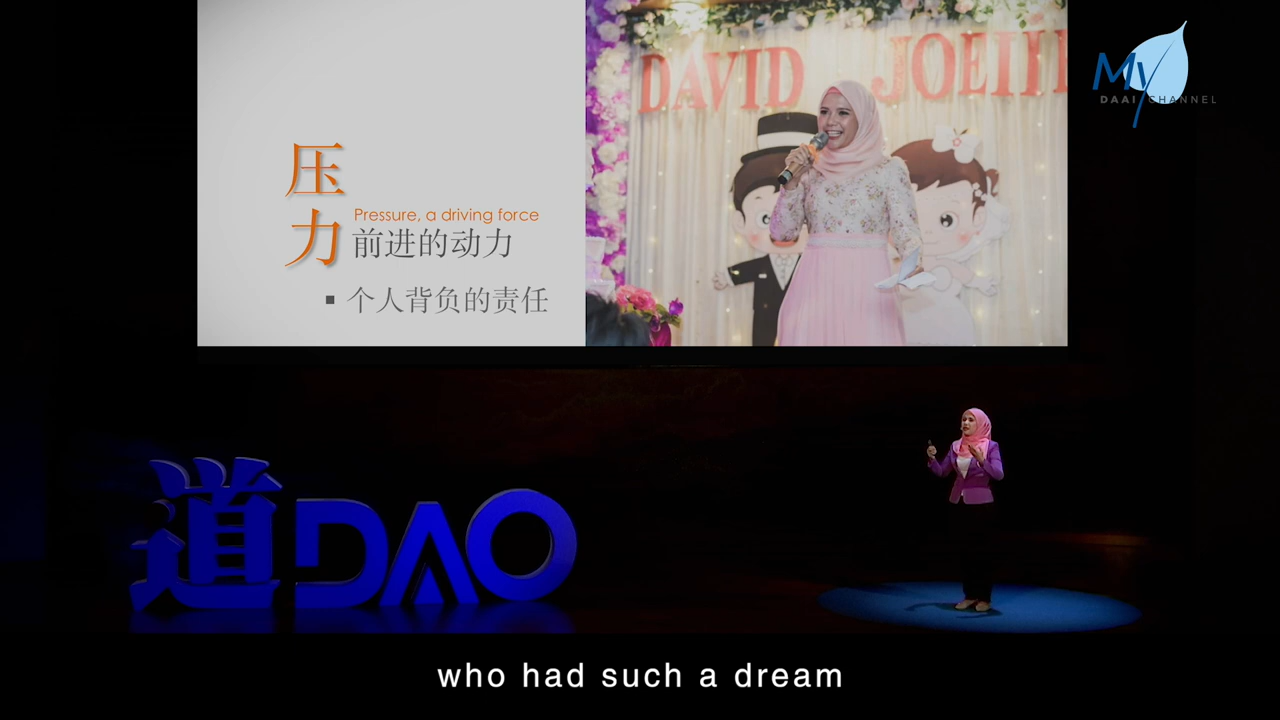 My
DAAI CHANNEL
DAVID
压力
Pressure, a driving force
前进的动力
▪ 个人背负的责任
道DAO
who had such a dream